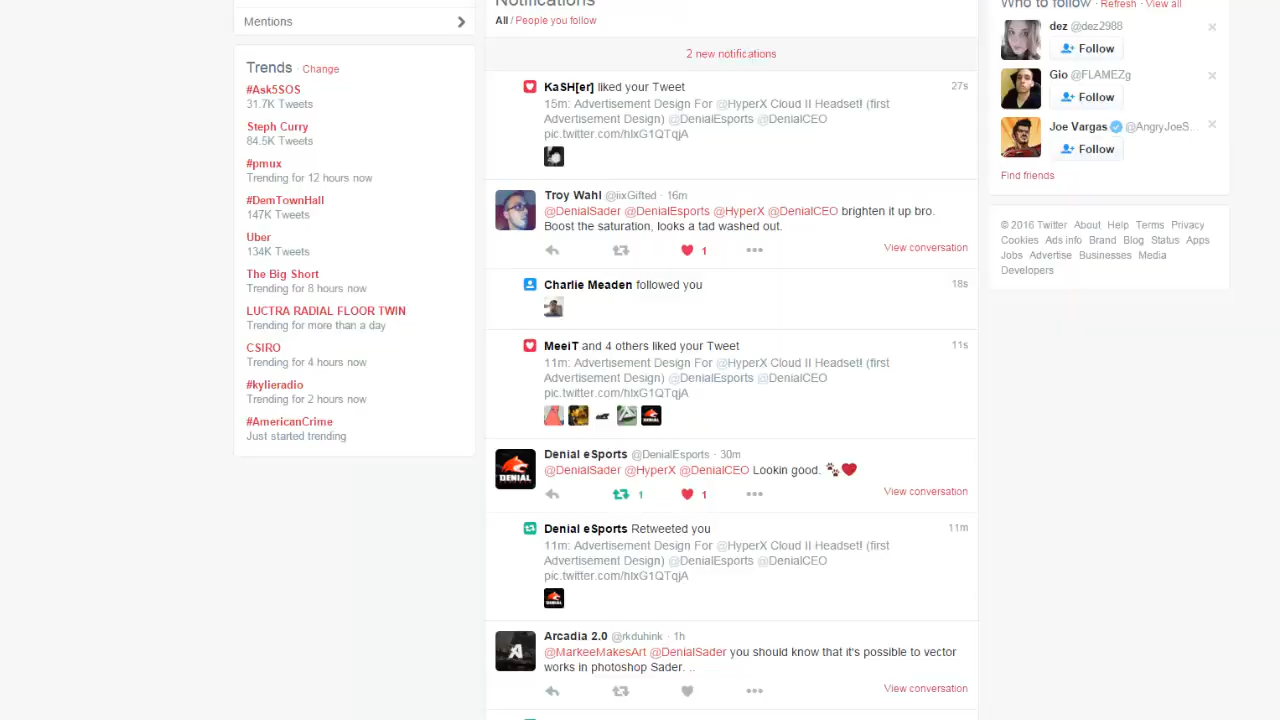 Mentions
Trends · Change
#Ask5SOS
31.7K Tweets
Steph Curry
84.5K Tweets
#pmux
Trending for 12 hours now
#DemTownHall
147K Tweets
Uber
134K Tweets
The Big Short
Trending for 8 hours now
LUCTRA RADIAL FLOOR TWIN
Trending for more than a day
CSIRO
Trending for 4 hours now
#kylieradio
Trending for 2 hours now
#AmericanCrime
Just started trending
Notifications
All / People you follow
2 new notifications
KaSH[er] liked your Tweet 27s
15m: Advertisement Design For @HyperX Cloud II Headset! (first
Advertisement Design) @DenialEsports @DenialCEO
pic.twitter.com/hIxG1QTqjA
Troy Wahl @iixGifted · 16m
@DenialSader @DenialEsports @HyperX @DenialCEO brighten it up bro.
Boost the saturation, looks a tad washed out.
1 View conversation
Charlie Meaden followed you 18s
MeeiT and 4 others liked your Tweet 11s
11m: Advertisement Design For @HyperX Cloud II Headset! (first
Advertisement Design) @DenialEsports @DenialCEO
pic.twitter.com/hIxG1QTqjA
DENIAL
Denial eSports @DenialEsports · 30m
@DenialSader @HyperX @DenialCEO Lookin good.
1 1 View conversation
Denial eSports Retweeted you 11m
11m: Advertisement Design For @HyperX Cloud II Headset! (first
Advertisement Design) @DenialEsports @DenialCEO
pic.twitter.com/hIxG1QTqjA
Arcadia 2.0 @rkduhink · 1h
@MarkeeMakesArt @DenialSader you should know that it's possible to vector
works in photoshop Sader. ..
View conversation
Who to follow · Refresh · View all
dez @dez2988
Follow
Gio @FLAMEZg
Follow
Joe Vargas @AngryJoeS...
Follow
Find friends
© 2016 Twitter About Help Terms Privacy
Cookies Ads info Brand Blog Status Apps
Jobs Advertise Businesses Media
Developers